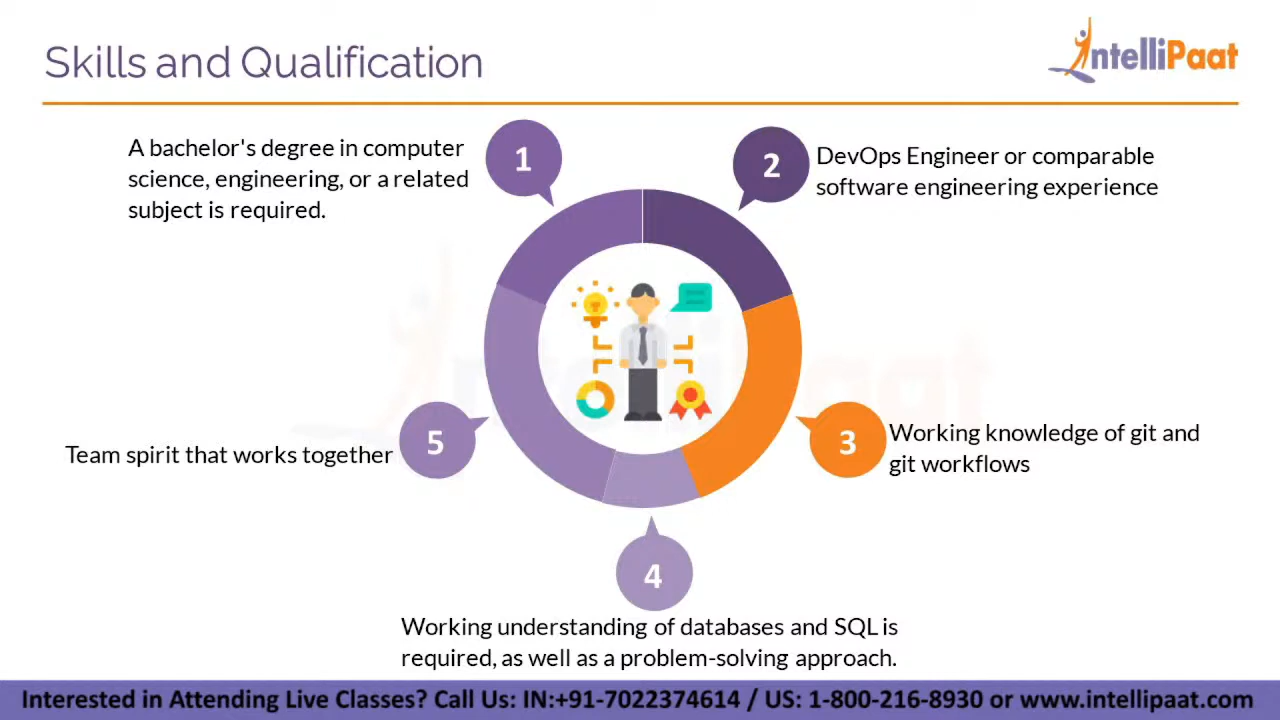 Skills and Qualification
IntelliPaat
1
A bachelor's degree in computer
science, engineering, or a related
subject is required.
2
DevOps Engineer or comparable
software engineering experience
3
Working knowledge of git and
git workflows
4
Working understanding of databases and SQL is
required, as well as a problem-solving approach.
5
Team spirit that works together
IntelliPaat
Interested in Attending Live Classes? Call Us: IN:+91-7022374614 / US: 1-800-216-8930 or www.intellipaat.com